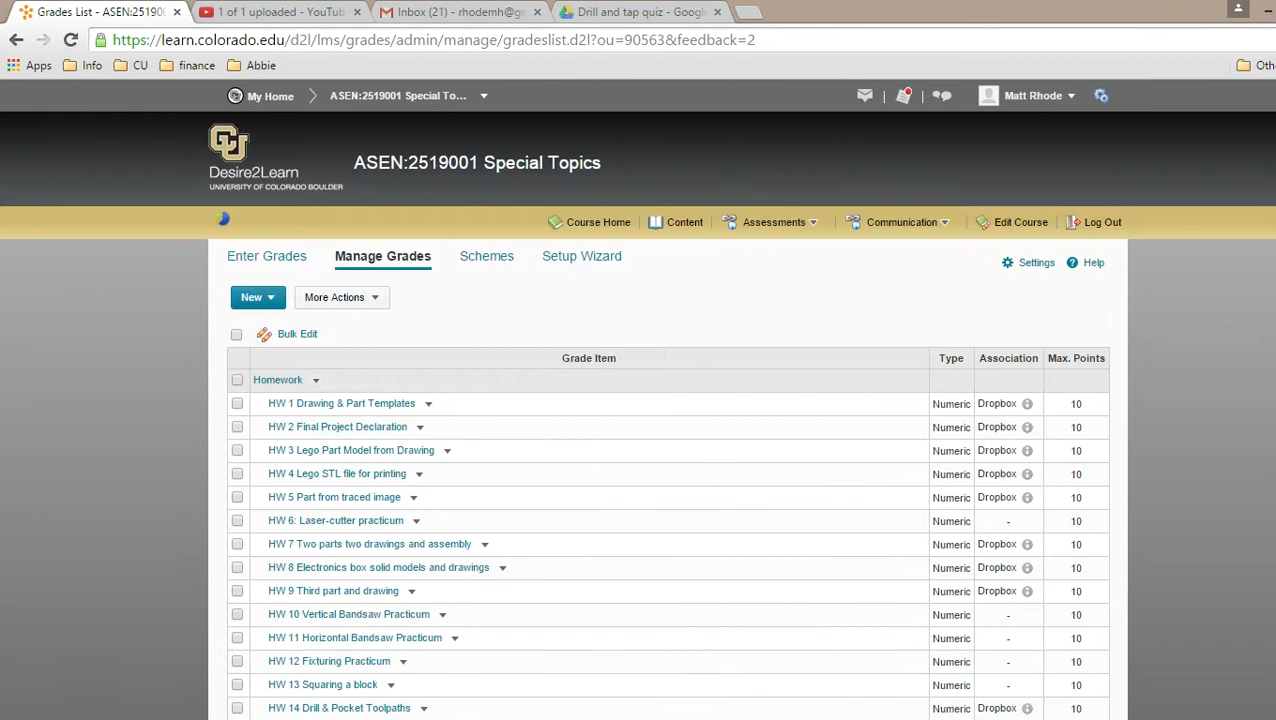 Grades List - ASEN:25190
1 of 1 uploaded - YouTub
Inbox (21) - rhodemh@gm
Drill and tap quiz - Googl
https://learn.colorado.edu/d2l/lms/grades/admin/manage/gradeslist.d2l?ou=90563&feedback=2
Apps Info CU finance Abbie Oth
My Home ASEN:2519001 Special To... Matt Rhode
CU
Desire2Learn
UNIVERSITY OF COLORADO BOULDER
ASEN:2519001 Special Topics
Course Home Content Assessments Communication Edit Course Log Out
Enter Grades Manage Grades Schemes Setup Wizard Settings Help
New More Actions
Bulk Edit
Grade Item Type Association Max. Points
Homework
HW 1 Drawing & Part Templates Numeric Dropbox 10
HW 2 Final Project Declaration Numeric Dropbox 10
HW 3 Lego Part Model from Drawing Numeric Dropbox 10
HW 4 Lego STL file for printing Numeric Dropbox 10
HW 5 Part from traced image Numeric Dropbox 10
HW 6: Laser-cutter practicum Numeric - 10
HW 7 Two parts two drawings and assembly Numeric Dropbox 10
HW 8 Electronics box solid models and drawings Numeric Dropbox 10
HW 9 Third part and drawing Numeric Dropbox 10
HW 10 Vertical Bandsaw Practicum Numeric - 10
HW 11 Horizontal Bandsaw Practicum Numeric - 10
HW 12 Fixturing Practicum Numeric - 10
HW 13 Squaring a block Numeric - 10
HW 14 Drill & Pocket Toolpaths Numeric Dropbox 10